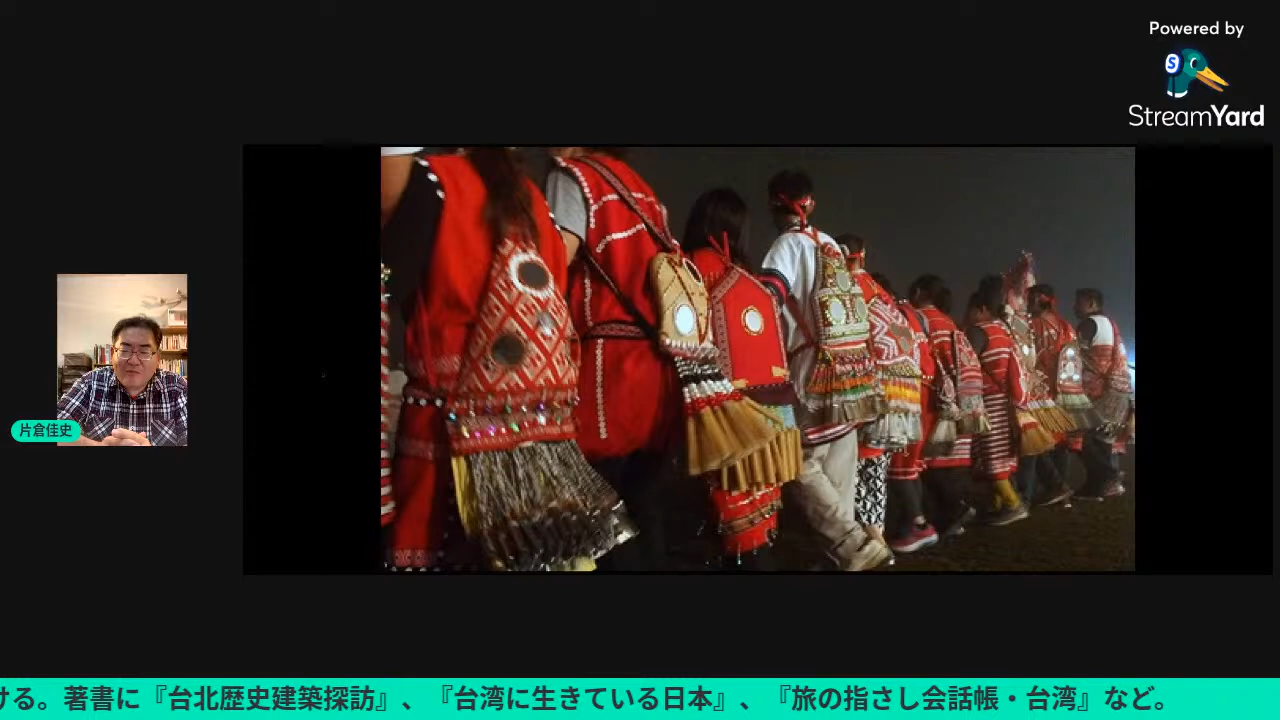 Powered by
StreamYard
片倉佳史
ける。著書に『台北歴史建築探訪』、『台湾に生きている日本』、『旅の指さし会話帳・台湾』など。